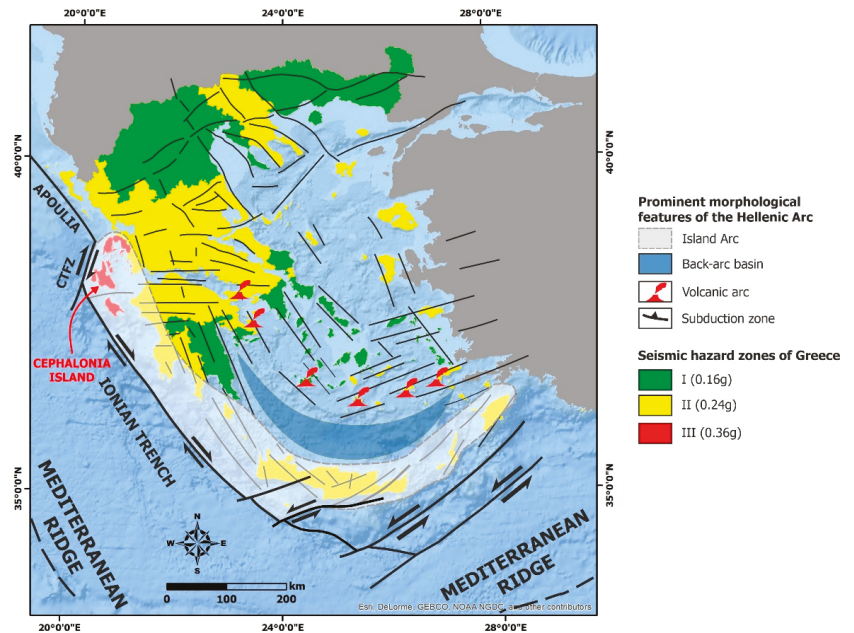 20°0'0"E
24°0'0"E
28°0'0"E
40°0'0"N
40°0'0"N
35°0'0"N
35°0'0"N
APOULIA
CTFZ
CEPHALONIA
ISLAND
IONIAN TRENCH
MEDITERRANEAN
RIDGE
MEDITERRANEAN
RIDGE
N
W
E
S
km
0
100
200
Esri, DeLorme, GEBCO, NOAA NGDC, and other contributors
20°0'0"E
24°0'0"E
28°0'0"E
Prominent morphological
features of the Hellenic Arc
Island Arc
Back-arc basin
Volcanic arc
Subduction zone
Seismic hazard zones of Greece
I (0.16g)
II (0.24g)
III (0.36g)